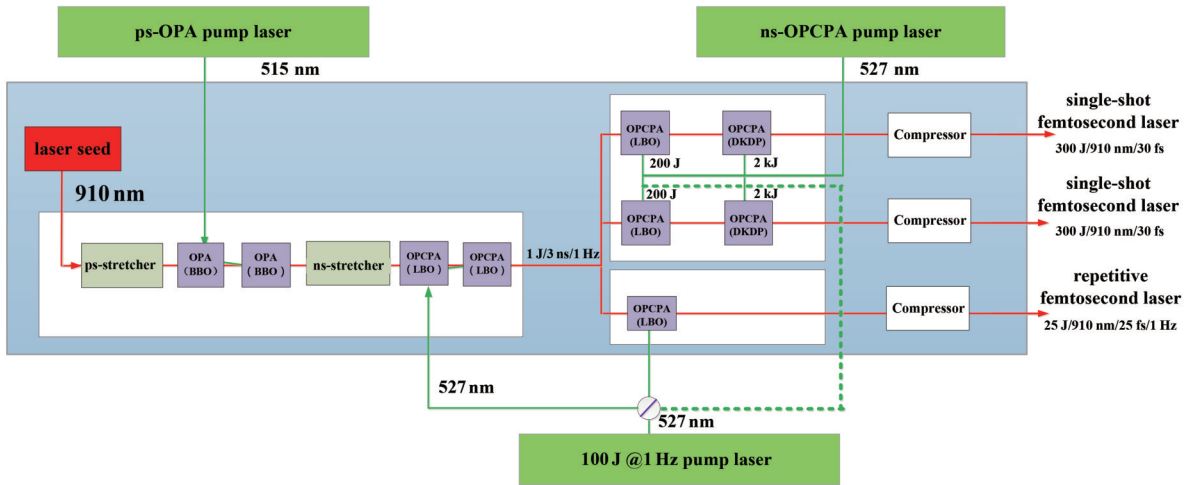 ps-OPA pump laser
ns-OPCPA pump laser
515 nm
527 nm
laser seed
910 nm
ps-stretcher
OPA
(BBO)
OPA
(BBO)
ns-stretcher
OPCPA
(LBO)
OPCPA
(LBO)
1 J/3 ns/1 Hz
OPCPA
(LBO)
OPCPA
(DKDP)
Compressor
single-shot
femtosecond laser
300 J/910 nm/30 fs
200 J
2 kJ
200 J
2 kJ
OPCPA
(LBO)
OPCPA
(DKDP)
Compressor
single-shot
femtosecond laser
300 J/910 nm/30 fs
OPCPA
(LBO)
Compressor
repetitive
femtosecond laser
25 J/910 nm/25 fs/1 Hz
527 nm
527 nm
100 J @1 Hz pump laser